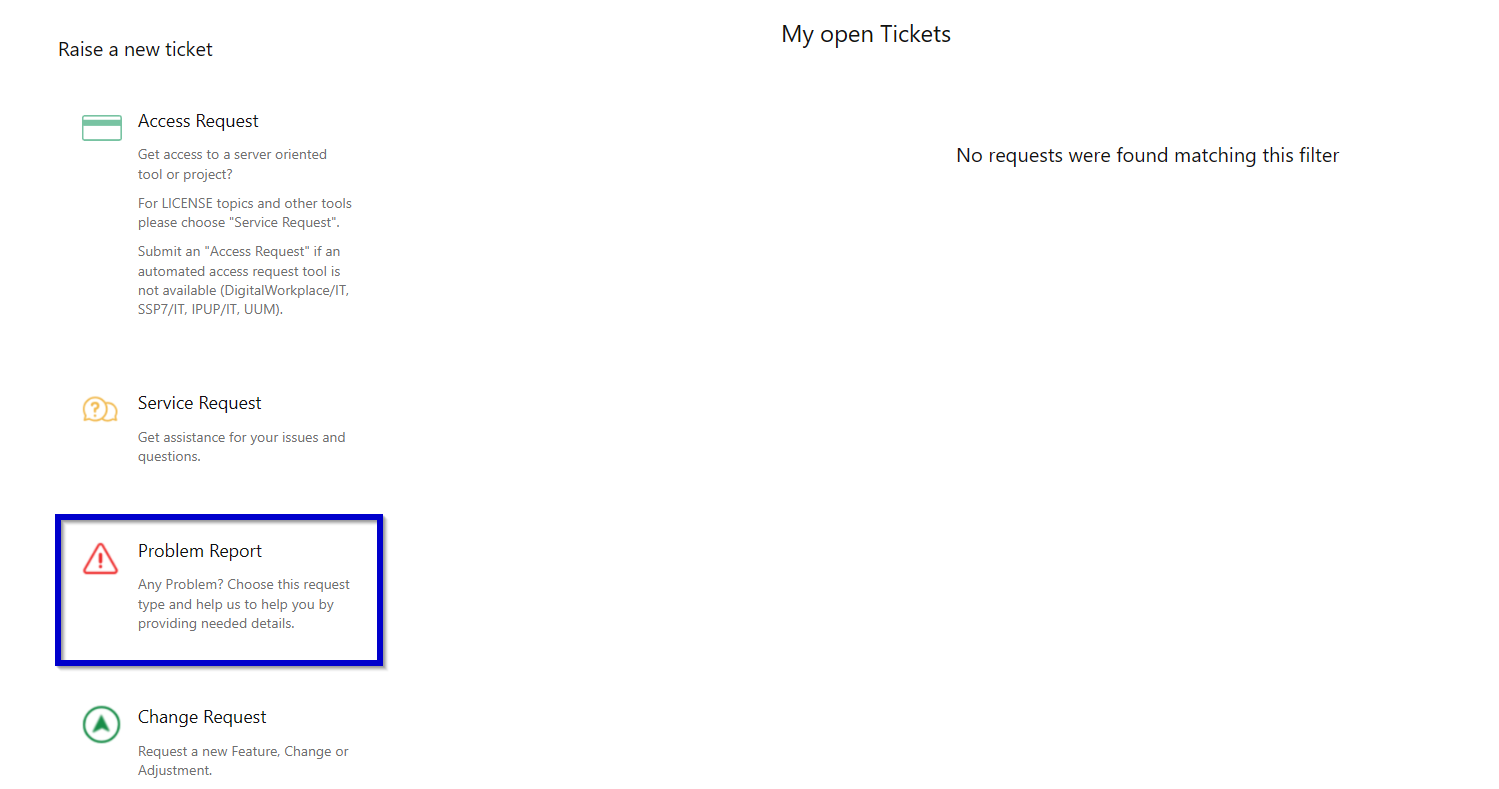 Raise a new ticket
Access Request
Get access to a server oriented
tool or project?
For LICENSE topics and other tools
please choose "Service Request".
Submit an "Access Request" if an
automated access request tool is
not available (DigitalWorkplace/IT,
SSP7/IT, IPUP/IT, UUM).
Service Request
Get assistance for your issues and
questions.
Problem Report
Any Problem? Choose this request
type and help us to help you by
providing needed details.
Change Request
Request a new Feature, Change or
Adjustment.
My open Tickets
No requests were found matching this filter